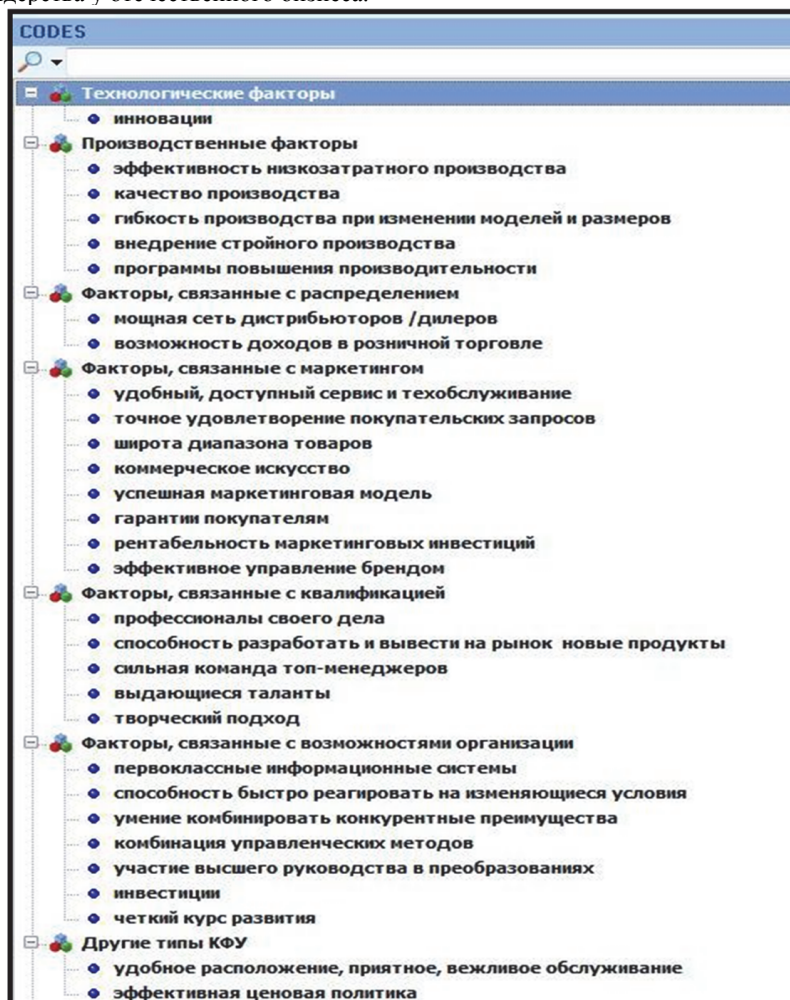 у отечественного бизнеса.
CODES
Технологические факторы
инновации
Производственные факторы
эффективность низкозатратного производства
качество производства
гибкость производства при изменении моделей и размеров
внедрение стройного производства
программы повышения производительности
Факторы, связанные с распределением
мощная сеть дистрибьюторов /дилеров
возможность доходов в розничной торговле
Факторы, связанные с маркетингом
удобный, доступный сервис и техобслуживание
точное удовлетворение покупательских запросов
широта диапазона товаров
коммерческое искусство
успешная маркетинговая модель
гарантии покупателям
рентабельность маркетинговых инвестиций
эффективное управление брендом
Факторы, связанные с квалификацией
профессионалы своего дела
способность разработать и вывести на рынок новые продукты
сильная команда топ-менеджеров
выдающиеся таланты
творческий подход
Факторы, связанные с возможностями организации
первоклассные информационные системы
способность быстро реагировать на изменяющиеся условия
умение комбинировать конкурентные преимущества
комбинация управленческих методов
участие высшего руководства в преобразованиях
инвестиции
четкий курс развития
Другие типы КФУ
удобное расположение, приятное, вежливое обслуживание
эффективная ценовая политика